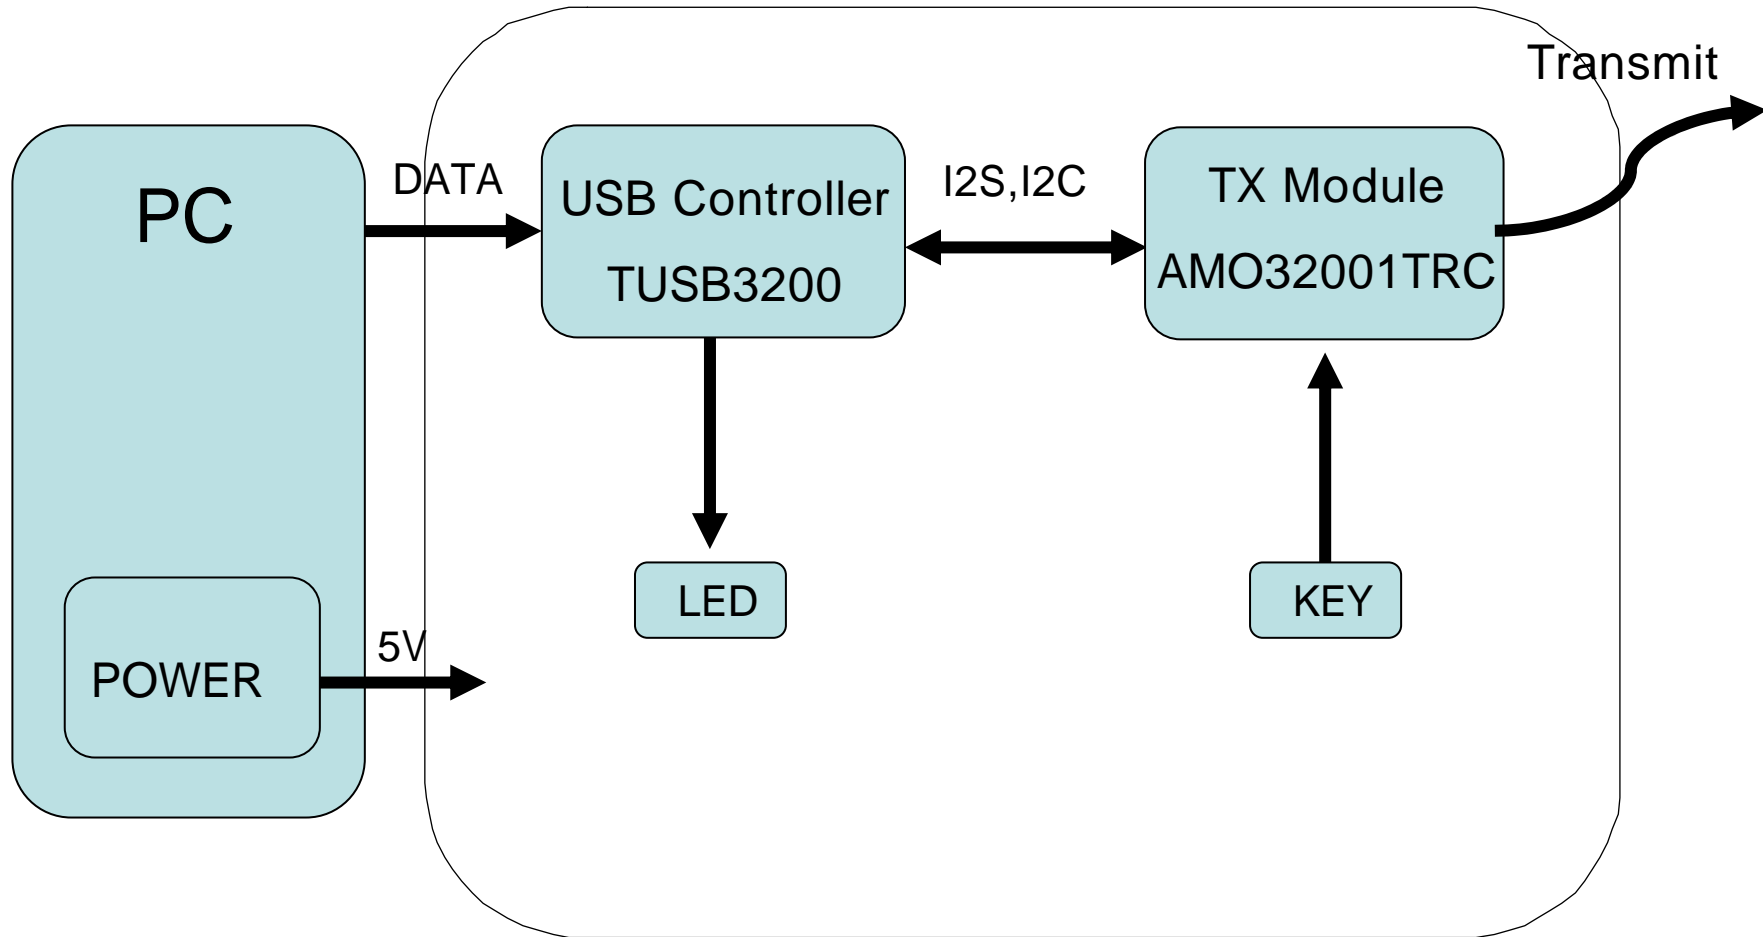 Transmit
PC
DATA
USB Controller
TUSB3200
I2S,I2C
TX Module
AMO32001TRC
LED
KEY
5V
POWER